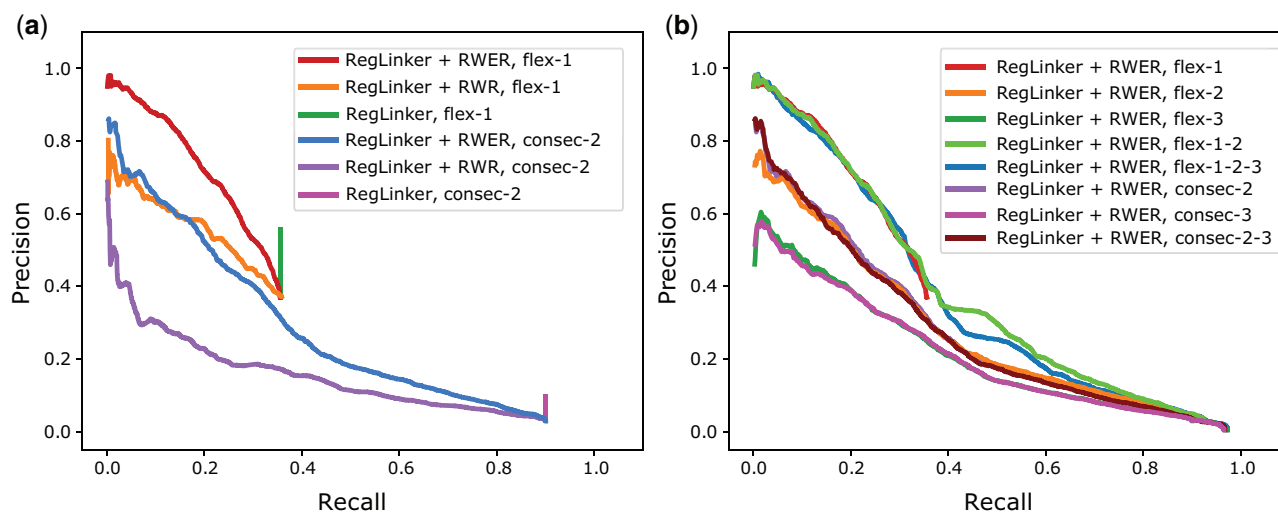 (a)
RegLinker + RWER, flex-1
RegLinker + RWR, flex-1
RegLinker, flex-1
RegLinker + RWER, consec-2
RegLinker + RWR, consec-2
RegLinker, consec-2
Precision
1.0
0.8
0.6
0.4
0.2
0.0
0.0 0.2 0.4 0.6 0.8 1.0
Recall
(b)
RegLinker + RWER, flex-1
RegLinker + RWER, flex-2
RegLinker + RWER, flex-3
RegLinker + RWER, flex-1-2
RegLinker + RWER, flex-1-2-3
RegLinker + RWER, consec-2
RegLinker + RWER, consec-3
RegLinker + RWER, consec-2-3
Precision
1.0
0.8
0.6
0.4
0.2
0.0
0.0 0.2 0.4 0.6 0.8 1.0
Recall